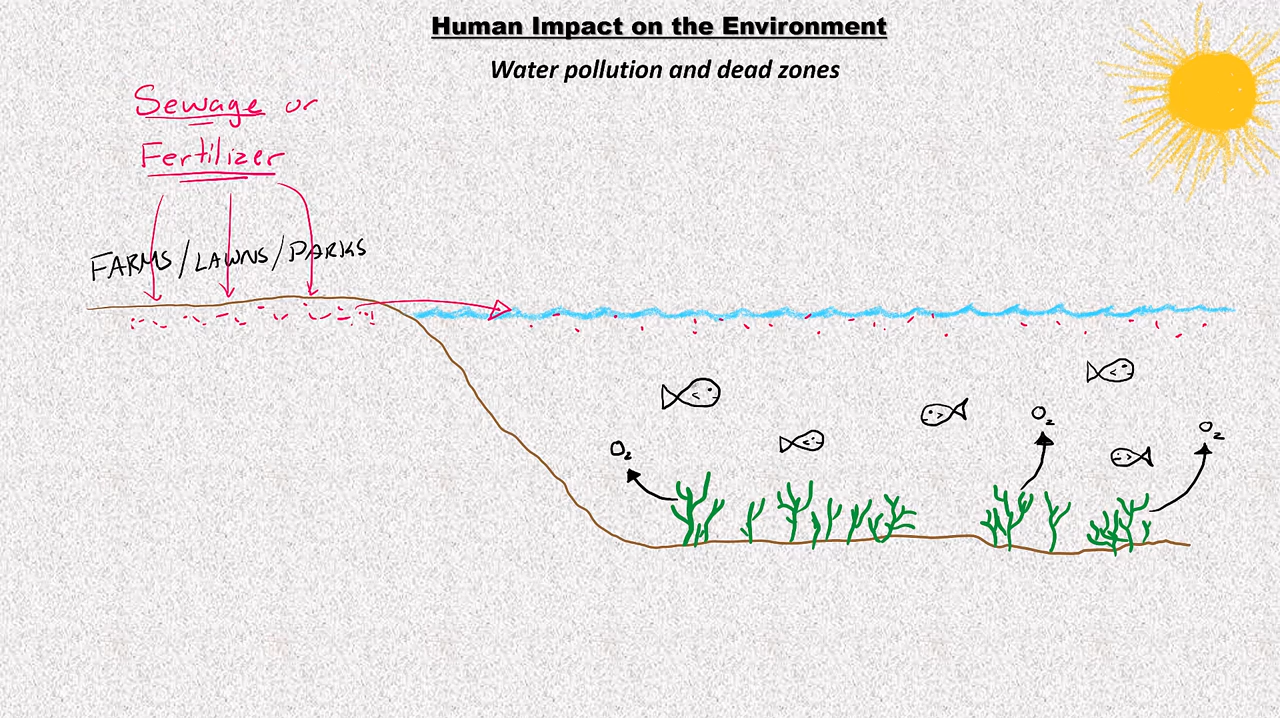 Human Impact on the Environment
Water pollution and dead zones
Sewage or
Fertilizer
FARMS/LAWNS/PARKS
O₂
O₂
O₂